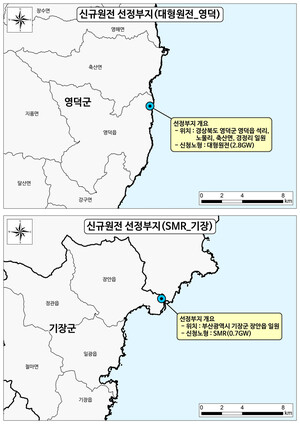 신규원전 선정부지(대형원전_영덕)
창수면
영해면
축산면
지품면
영덕군
영덕읍
선정부지 개요
- 위치 : 경상북도 영덕군 영덕읍 석리,
노물리, 축산면, 경정리 일원
- 신청노형 : 대형원전(2.8GW)
달산면
강구면
0 2 4 8
km
신규원전 선정부지(SMR_기장)
장안읍
정관읍
기장군
선정부지 개요
- 위치 : 부산광역시 기장군 장안읍 일원
- 신청노형 : SMR(0.7GW)
일광읍
철마면
기장읍
0 2 4 8
km